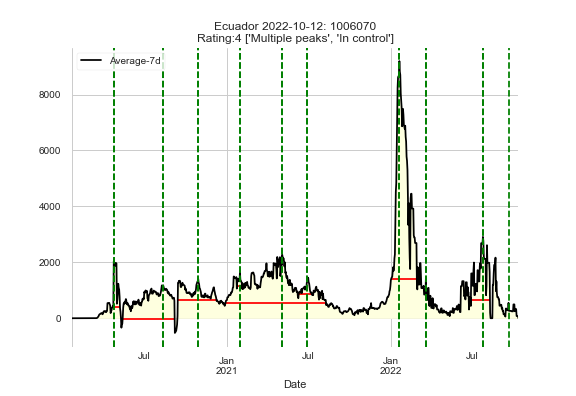 Ecuador 2022-10-12: 1006070
Rating:4 ['Multiple peaks', 'In control']
Average-7d
8000
6000
4000
2000
0
Jul
Jan
2021
Jul
Jan
2022
Jul
Date